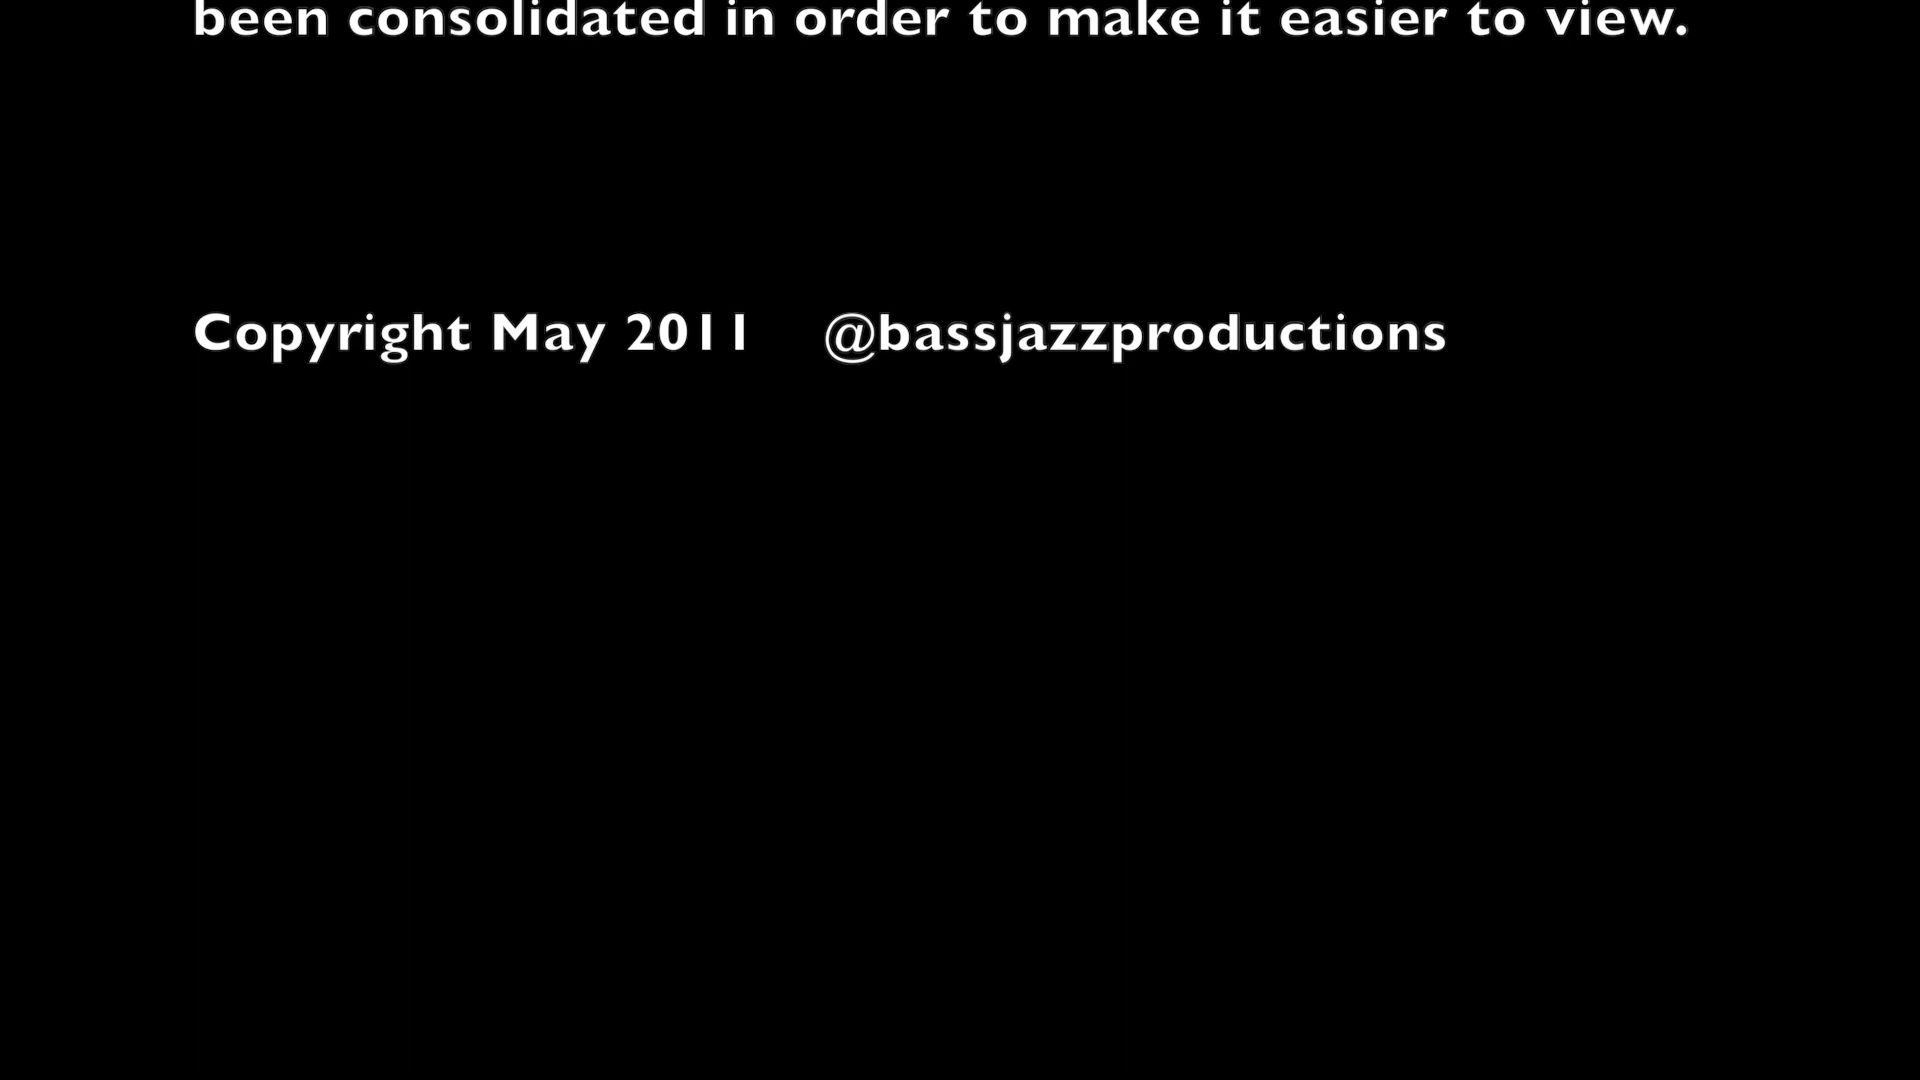 been consolidated in order to make it easier to view.
Copyright May 2011 @bassjazzproductions